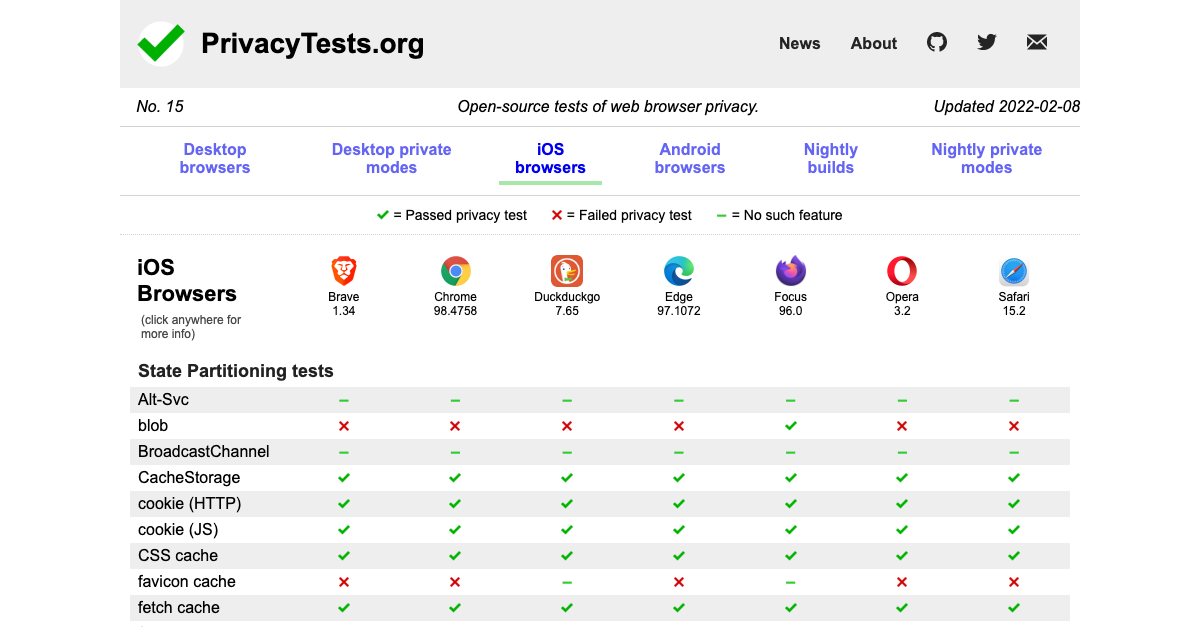 PrivacyTests.org
News About
No. 15 Open-source tests of web browser privacy. Updated 2022-02-08
Desktop browsers Desktop private modes iOS browsers Android browsers Nightly builds Nightly private modes
✓ = Passed privacy test ✕ = Failed privacy test – = No such feature
iOS
Browsers
(click anywhere for
more info)
Brave Chrome Duckduckgo Edge Focus Opera Safari
1.34 98.4758 7.65 97.1072 96.0 3.2 15.2
State Partitioning tests
Alt-Svc – – – – – – –
blob ✕ ✕ ✕ ✕ ✓ ✕ ✕
BroadcastChannel – – – – – – –
CacheStorage ✓ ✓ ✓ ✓ ✓ ✓ ✓
cookie (HTTP) ✓ ✓ ✓ ✓ ✓ ✓ ✓
cookie (JS) ✓ ✓ ✓ ✓ ✓ ✓ ✓
CSS cache ✓ ✓ ✓ ✓ ✓ ✓ ✓
favicon cache ✕ ✕ – ✕ – ✕ ✕
fetch cache ✓ ✓ ✓ ✓ ✓ ✓ ✓